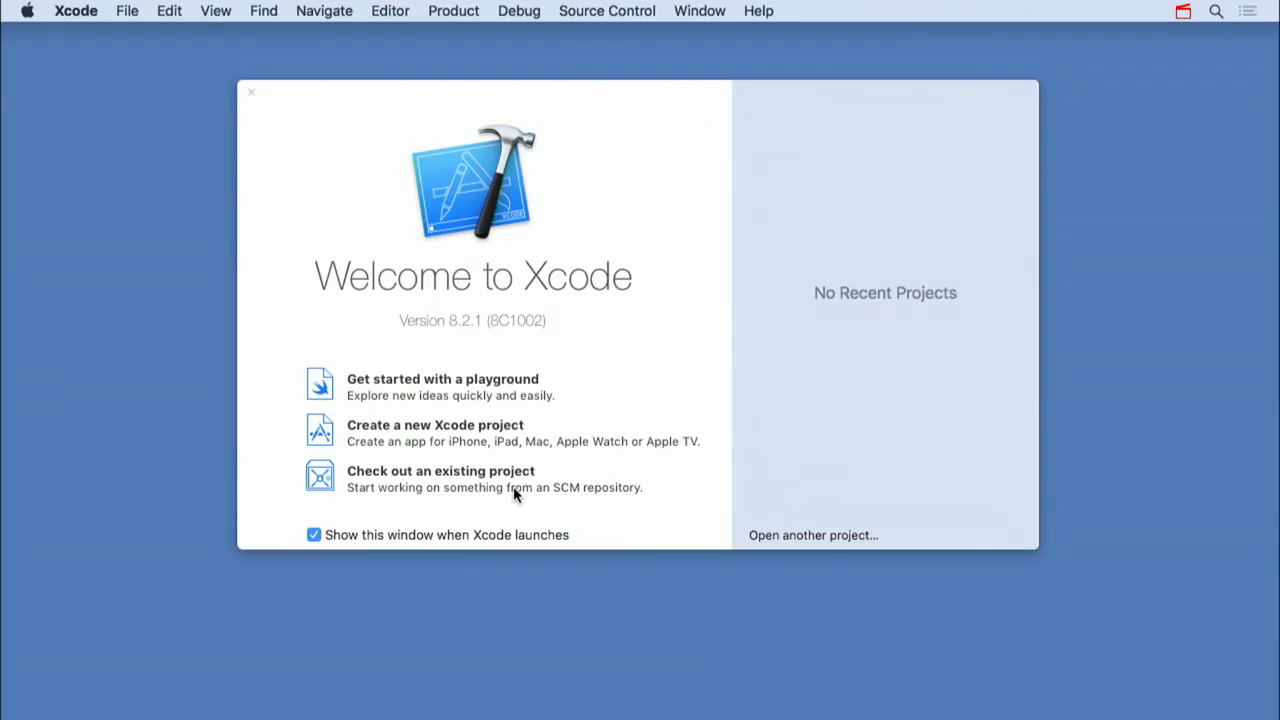 Xcode File Edit View Find Navigate Editor Product Debug Source Control Window Help
XCODE
Welcome to Xcode
Version 8.2.1 (8C1002)
No Recent Projects
Get started with a playground
Explore new ideas quickly and easily.
Create a new Xcode project
Create an app for iPhone, iPad, Mac, Apple Watch or Apple TV.
Check out an existing project
Start working on something from an SCM repository.
Show this window when Xcode launches
Open another project...